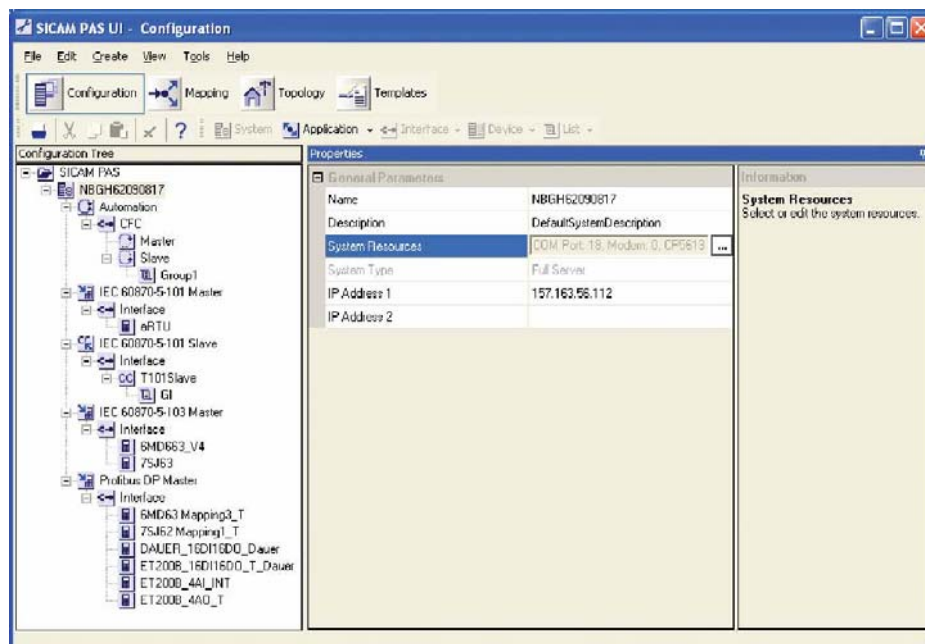 SICAM PAS UI - Configuration
File Edit Create View Tools Help
Configuration Mapping Topology Templates
System Application Interface Device List
Configuration Tree
SICAM PAS
NBGH62090817
Automation
CFC
Master
Slave
Group1
IEC 60870-5-101 Master
Interface
eRTU
IEC 60870-5-101 Slave
Interface
T101Slave
GI
IEC 60870-5-103 Master
Interface
6MD663_V4
7SJ63
Profibus DP Master
Interface
6MD63 Mapping3_T
7SJ62 Mapping1_T
DAUER_16DI16DO_Dauer
ET200B_16DI16DO_T_Dauer
ET200B_4AI_INT
ET200B_4AO_T
Properties
General Parameters
Name NBGH62090817
Description DefaultSystemDescription
System Resources COM Port: 18, Modem: 0, CP5613 ...
System Type Full Server
IP Address 1 157.163.56.112
IP Address 2
Information
System Resources
Select or edit the system resources.